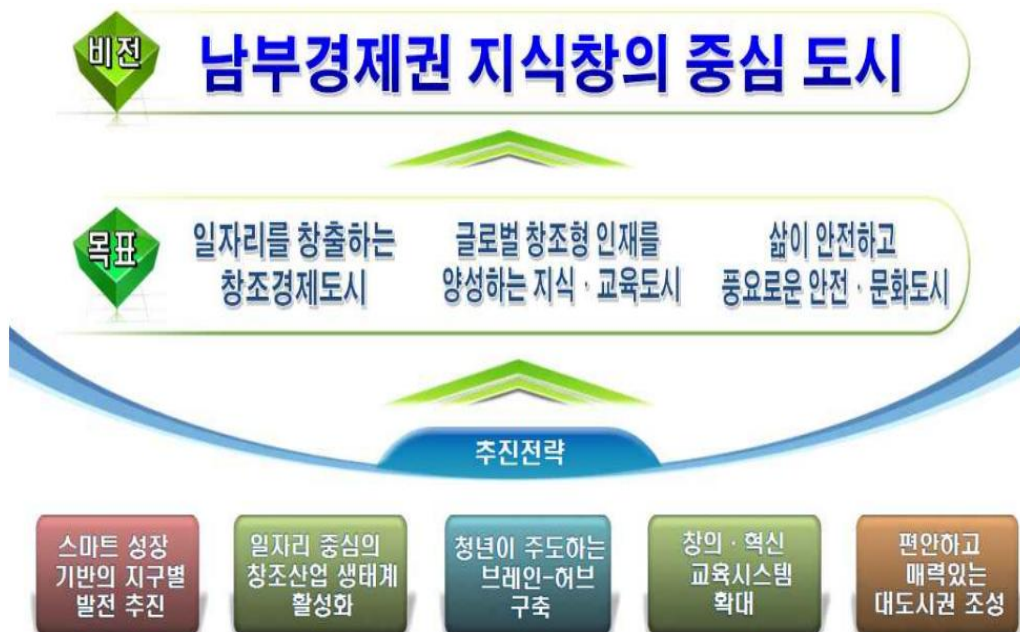 비전
남부경제권 지식창의 중심 도시
목표
일자리를 창출하는
창조경제도시
글로벌 창조형 인재를
양성하는 지식·교육도시
삶이 안전하고
풍요로운 안전·문화도시
추진전략
스마트 성장
기반의 지구별
발전 추진
일자리 중심의
창조산업 생태계
활성화
청년이 주도하는
브레인-허브
구축
창의·혁신
교육시스템
확대
편안하고
매력있는
대도시권 조성